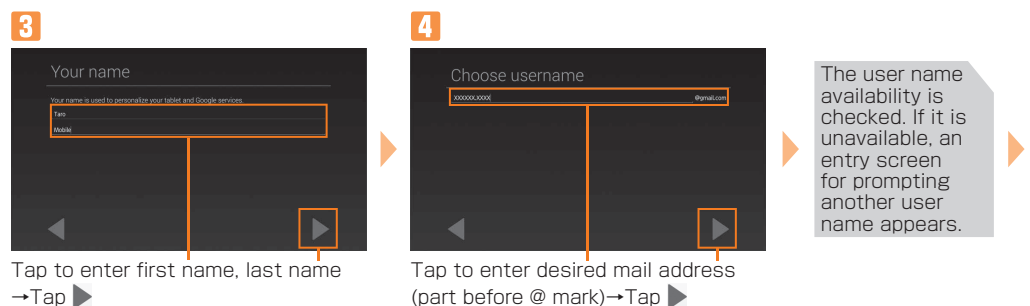 3
Your name
Your name is used to personalize your tablet and Google services.
Taro
Mobile
Tap to enter first name, last name
→Tap ▶
4
Choose username
xxxxxx.xxxx @gmail.com
Tap to enter desired mail address
(part before @ mark)→Tap ▶
The user name
availability is
checked. If it is
unavailable, an
entry screen
for prompting
another user
name appears.